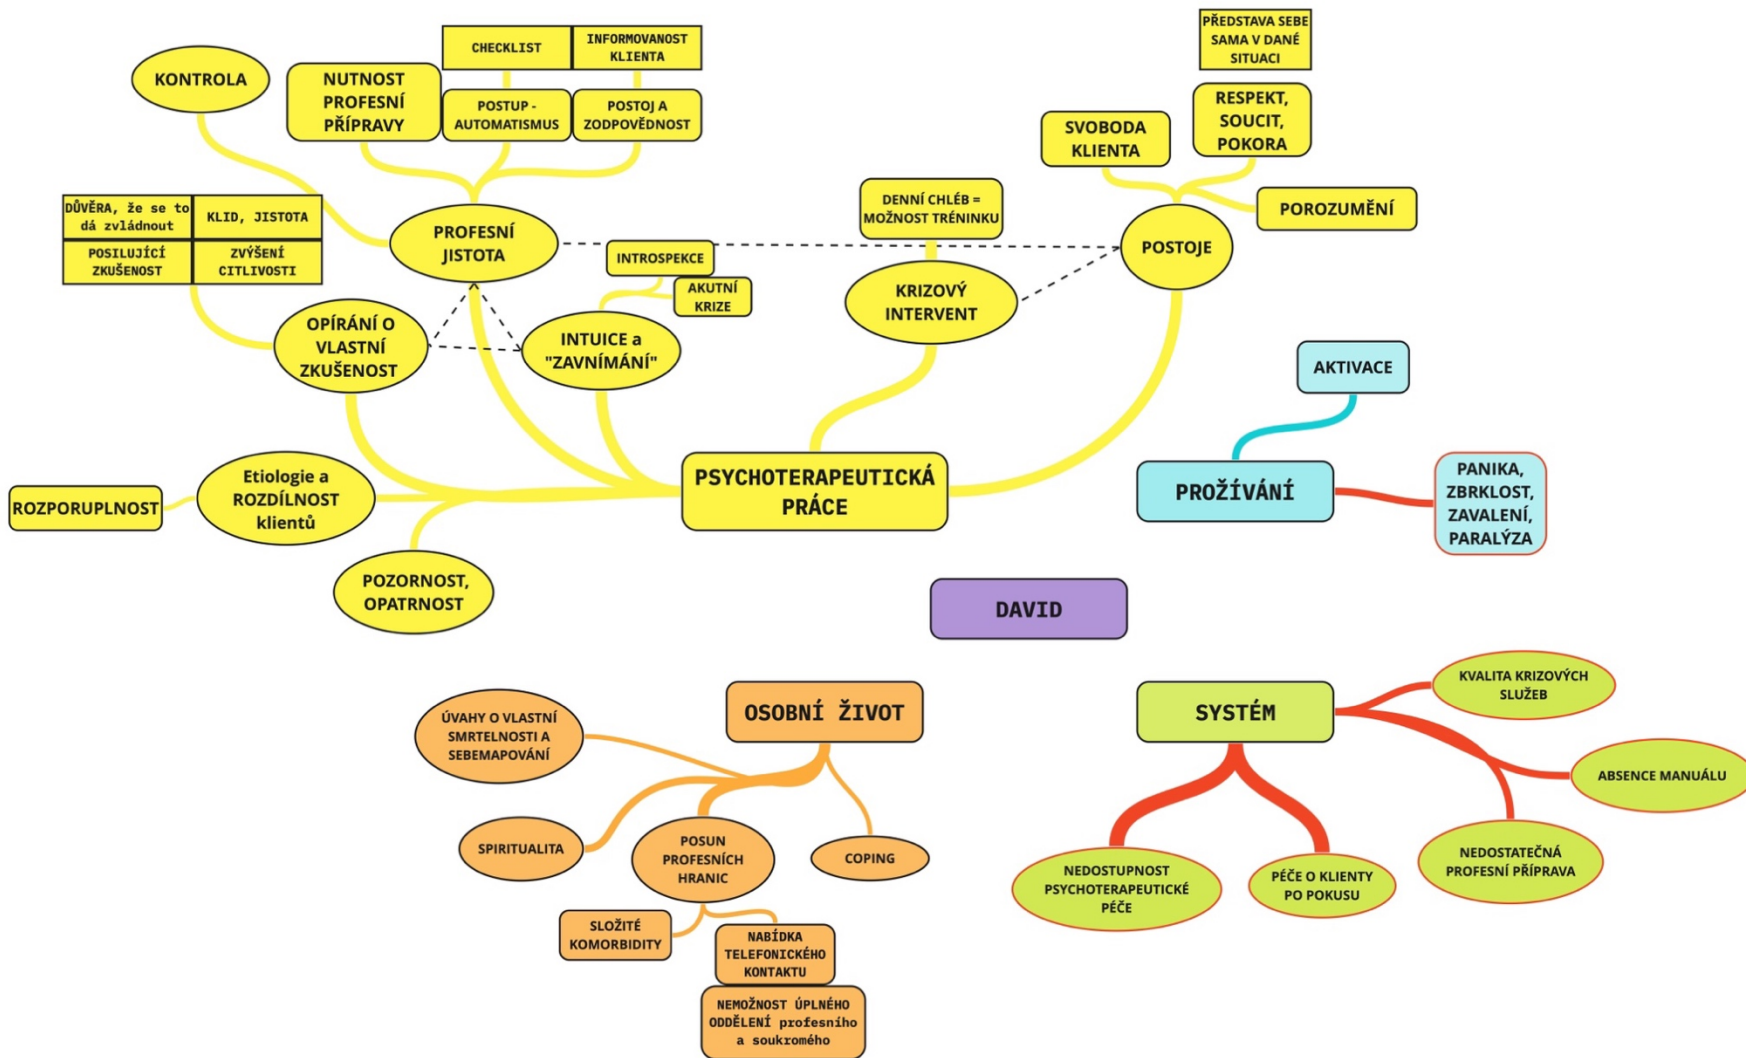 KONTROLA
NUTNOST
PROFESNÍ
PŘÍPRAVY
CHECKLIST
INFORMOVANOST
KLIENTA
POSTUP -
AUTOMATISMUS
POSTOJ A
ZODPOVĚDNOST
PŘEDSTAVA SEBE
SAMA V DANÉ
SITUACI
RESPEKT,
SOUCIT,
POKORA
SVOBODA
KLIENTA
POROZUMĚNÍ
DENNÍ CHLÉB =
MOŽNOST TRÉNINKU
POSTOJE
DŮVĚRA, že se to
dá zvládnout
KLID, JISTOTA
POSILUJÍCÍ
ZKUŠENOST
ZVÝŠENÍ
CITLIVOSTI
PROFESNÍ
JISTOTA
INTROSPEKCE
AKUTNÍ
KRIZE
KRIZOVÝ
INTERVENT
OPÍRÁNÍ O
VLASTNÍ
ZKUŠENOST
INTUICE a
"ZAVNÍMÁNÍ"
AKTIVACE
PSYCHOTERAPEUTICKÁ
PRÁCE
PROŽÍVÁNÍ
PANIKA,
ZBRKLOST,
ZAVALENÍ,
PARALÝZA
ROZPORUPLNOST
Etiologie a
ROZDÍLNOST
klientů
POZORNOST,
OPATRNOST
DAVID
OSOBNÍ ŽIVOT
ÚVAHY O VLASTNÍ
SMRTELNOSTI A
SEBEMAPOVÁNÍ
SPIRITUALITA
POSUN
PROFESNÍCH
HRANIC
COPING
SLOŽITÉ
KOMORBIDITY
NABÍDKA
TELEFONICKÉHO
KONTAKTU
NEMOŽNOST ÚPLNÉHO
ODDĚLENÍ profesního
a soukromého
SYSTÉM
KVALITA KRIZOVÝCH
SLUŽEB
ABSENCE MANUÁLU
NEDOSTATEČNÁ
PROFESNÍ PŘÍPRAVA
PÉČE O KLIENTY
PO POKUSU
NEDOSTUPNOST
PSYCHOTERAPEUTICKÉ
PÉČE